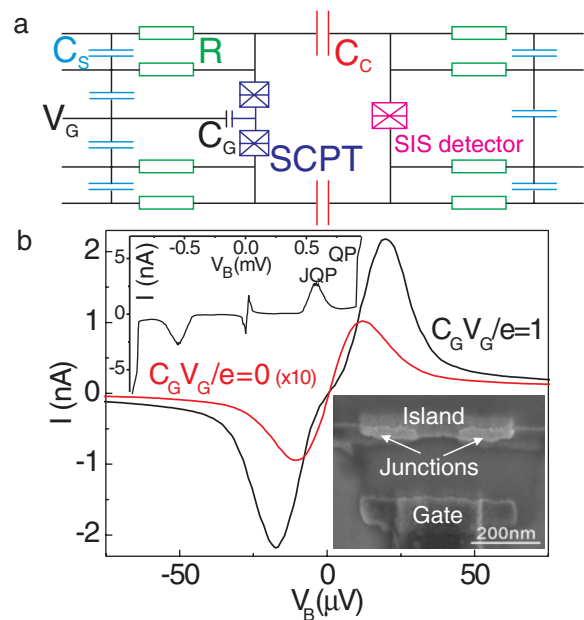 a
C_S
R
C_C
V_G
C_G
SCPT
SIS detector
b
I (nA)
2
1
0
-1
-2
-50
0
50
V_B(μV)
I (nA)
5
0
-5
-0.5
0.0
0.5
V_B(mV)
QP
JQP
C_GV_G/e=1
C_GV_G/e=0 (x10)
Island
Junctions
Gate
200nm